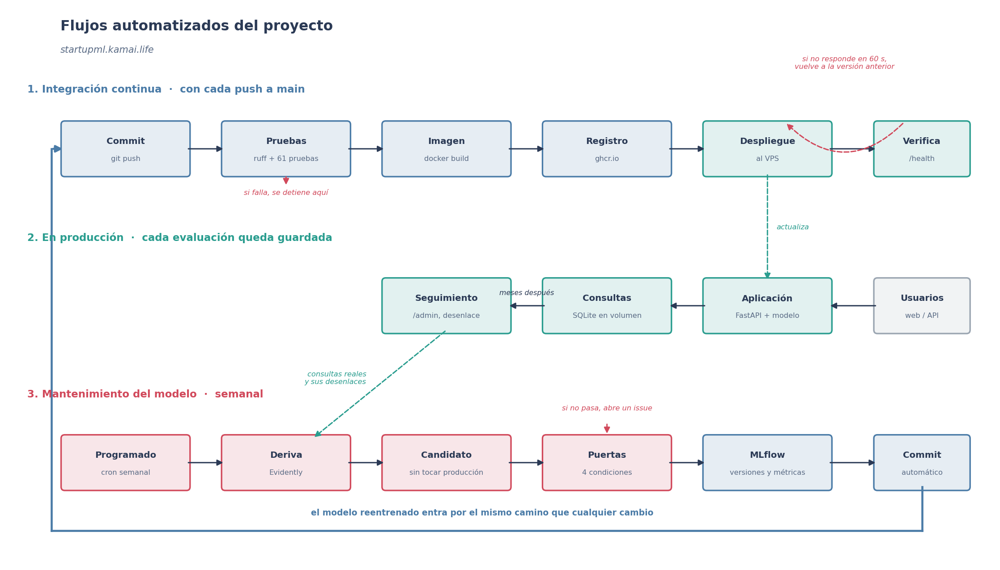 Flujos automatizados del proyecto
startupml.kamai.life
si no responde en 60 s,
vuelve a la versión anterior
1. Integración continua · con cada push a main
Commit
git push
Pruebas
ruff + 61 pruebas
Imagen
docker build
Registro
ghcr.io
Despliegue
al VPS
Verifica
/health
si falla, se detiene aquí
actualiza
2. En producción · cada evaluación queda guardada
Seguimiento
/admin, desenlace
meses después
Consultas
SQLite en volumen
Aplicación
FastAPI + modelo
Usuarios
web / API
consultas reales
y sus desenlaces
3. Mantenimiento del modelo · semanal
si no pasa, abre un issue
Programado
cron semanal
Deriva
Evidently
Candidato
sin tocar producción
Puertas
4 condiciones
MLflow
versiones y métricas
Commit
automático
el modelo reentrenado entra por el mismo camino que cualquier cambio